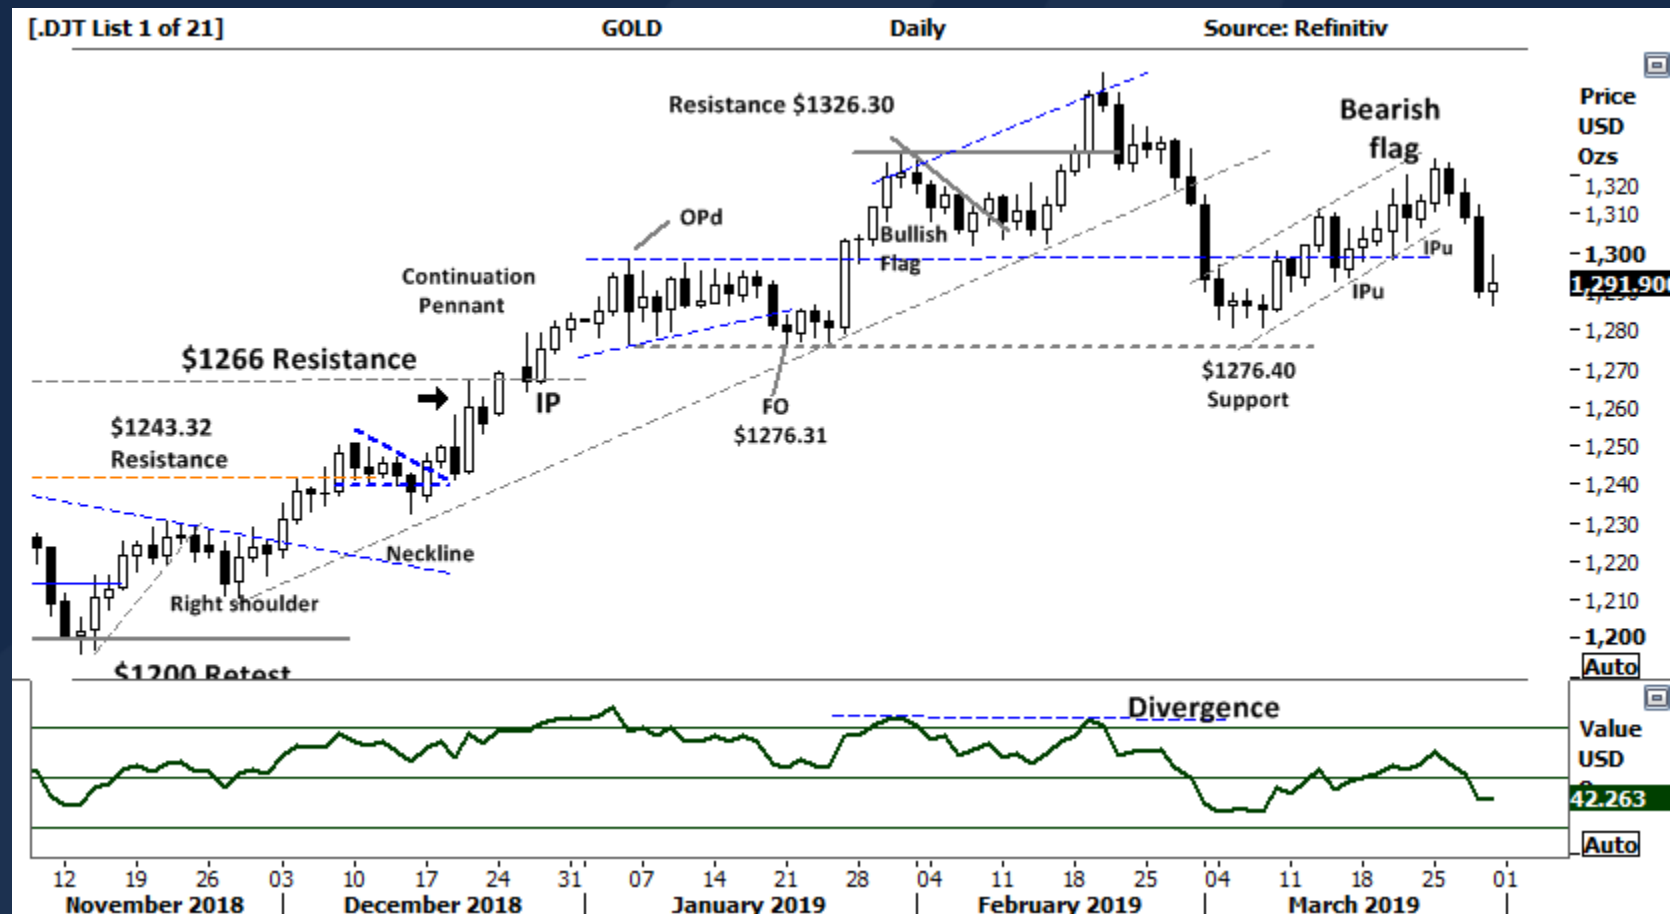 [.DJT List 1 of 21] GOLD Daily Source: Refinitiv
Price
USD
Ozs
Resistance $1326.30
Bearish
flag
OPd
Bullish
Flag
Continuation
Pennant
IPu
IPu
$1266 Resistance
IP
$1276.40
Support
FO
$1276.31
$1243.32
Resistance
Neckline
Right shoulder
$1200 Retest
1,320
1,310
1,300
1,291.900
1,280
1,270
1,260
1,250
1,240
1,230
1,220
1,210
1,200
Auto
Divergence
Value
USD
42.263
Auto
12 19 26 03 10 17 24 31 07 14 21 28 04 11 18 25 04 11 18 25 01
November 2018 December 2018 January 2019 February 2019 March 2019